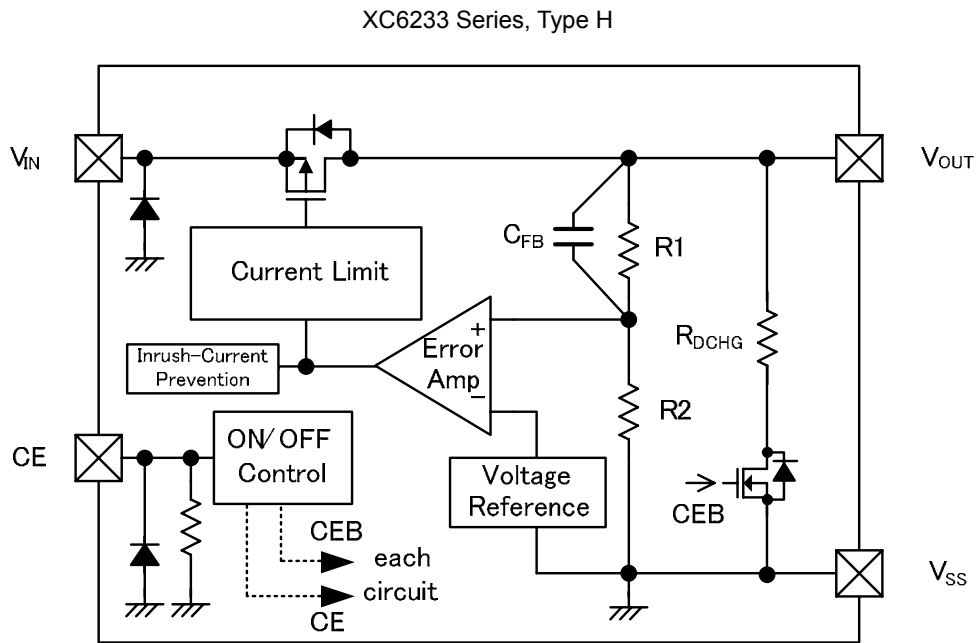 XC6233 Series, Type H
VIN
VOUT
Current Limit
CFB
R1
RDCHG
Inrush-Current
Prevention
+
Error
Amp
−
R2
CE
ON/OFF
Control
Voltage
Reference
CEB
CEB
each
circuit
CE
VSS